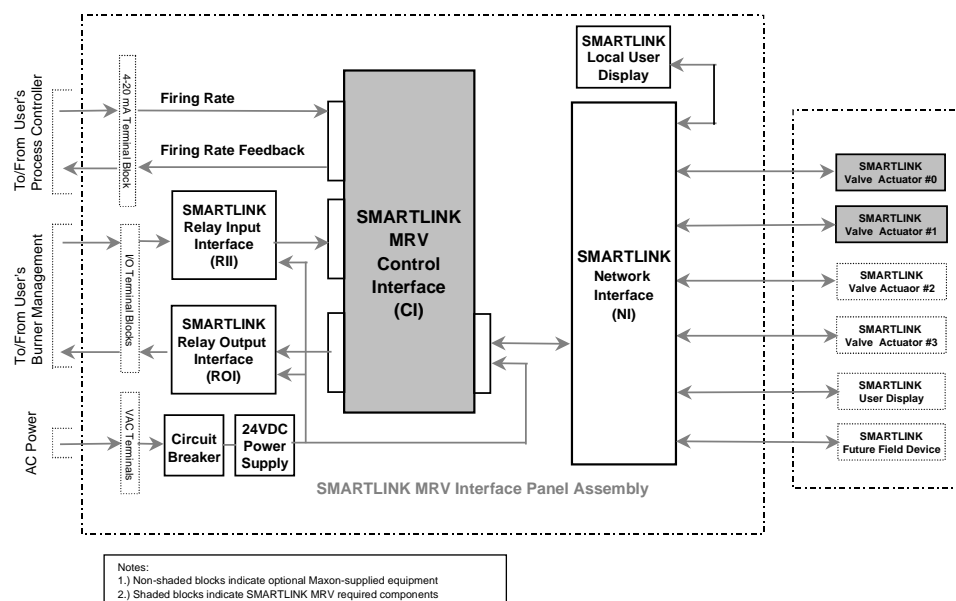 SMARTLINK
Local User
Display
To/From User's
Process Controller
4-20 mA Terminal Block
Firing Rate
Firing Rate Feedback
SMARTLINK
MRV
Control
Interface
(CI)
SMARTLINK
Relay Input
Interface
(RII)
To/From User's
Burner Management
I/O Terminal Blocks
SMARTLINK
Relay Output
Interface
(ROI)
AC Power
VAC Terminals
Circuit
Breaker
24VDC
Power
Supply
SMARTLINK
Network
Interface
(NI)
SMARTLINK
Valve Actuator #0
SMARTLINK
Valve Actuator #1
SMARTLINK
Valve Actuaor #2
SMARTLINK
Valve Actuator #3
SMARTLINK
User Display
SMARTLINK
Future Field Device
SMARTLINK MRV Interface Panel Assembly
Notes:
1.) Non-shaded blocks indicate optional Maxon-supplied equipment
2.) Shaded blocks indicate SMARTLINK MRV required components